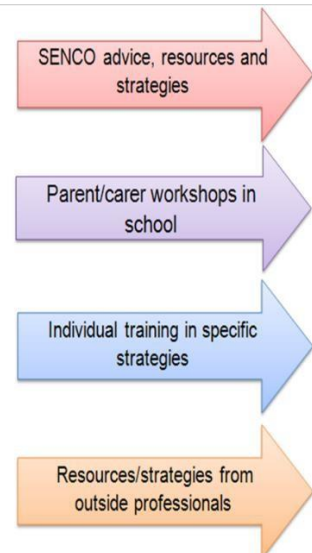 SENCO advice, resources and
strategies
Parent/carer workshops in
school
Individual training in specific
strategies
Resources/strategies from
outside professionals